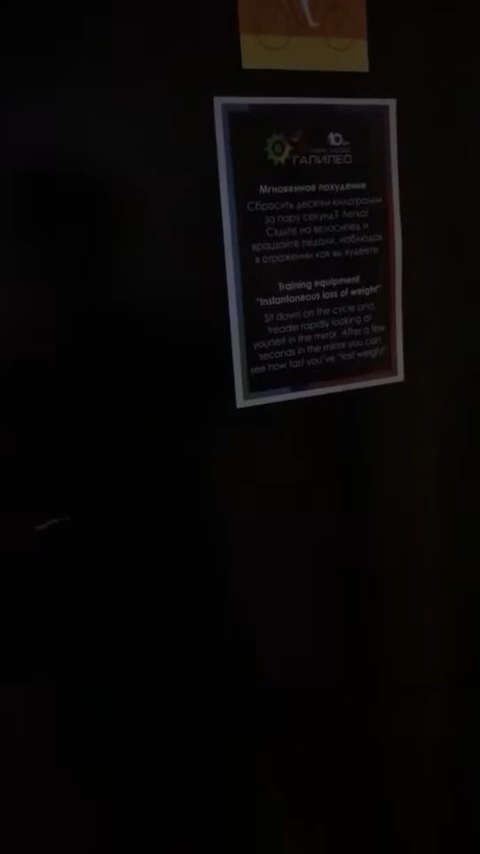 10
ГАЛИЛЕО
Мгновенное похудение
Сбросить десятки килограмм
за пару секунд? Легко!
Сядьте на велосипед и
вращайте педали, наблюдая
в отражении как вы худеете
Training equipment
"Instantaneous loss of weight"
Sit down on the cycle and
treadle rapidly looking at
yourself in the mirror. After a few
seconds in the mirror you can
see how fast you've "lost weight"